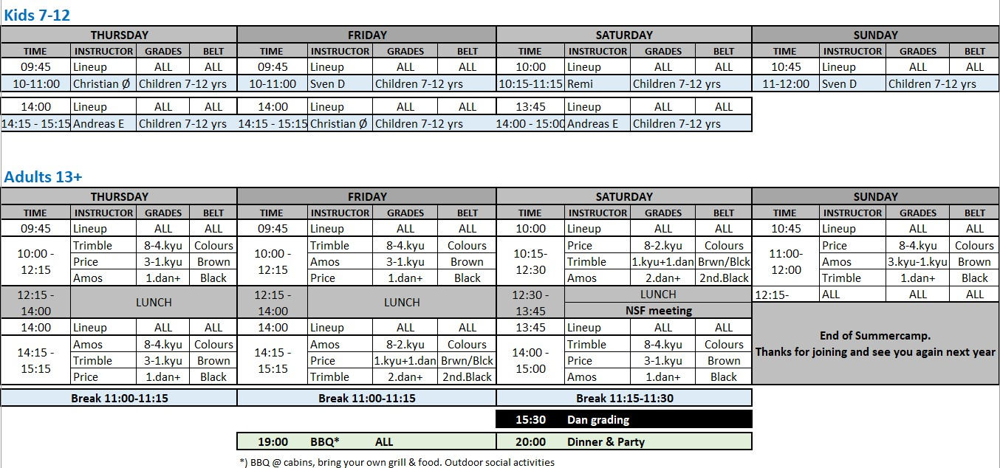 Kids 7-12
THURSDAY FRIDAY SATURDAY SUNDAY
TIME INSTRUCTOR GRADES BELT TIME INSTRUCTOR GRADES BELT TIME INSTRUCTOR GRADES BELT TIME INSTRUCTOR GRADES BELT
09:45 Lineup ALL ALL 09:45 Lineup ALL ALL 10:00 Lineup ALL ALL 10:45 Lineup ALL ALL
10-11:00 Christian Ø Children 7-12 yrs 10-11:00 Sven D Children 7-12 yrs 10:15-11:15 Remi Children 7-12 yrs 11-12:00 Sven D Children 7-12 yrs
14:00 Lineup ALL ALL 14:00 Lineup ALL ALL 13:45 Lineup ALL ALL
14:15 - 15:15 Andreas E Children 7-12 yrs 14:15 - 15:15 Christian Ø Children 7-12 yrs 14:00 - 15:00 Andreas E Children 7-12 yrs
Adults 13+
THURSDAY FRIDAY SATURDAY SUNDAY
TIME INSTRUCTOR GRADES BELT TIME INSTRUCTOR GRADES BELT TIME INSTRUCTOR GRADES BELT TIME INSTRUCTOR GRADES BELT
09:45 Lineup ALL ALL 09:45 Lineup ALL ALL 10:00 Lineup ALL ALL 10:45 Lineup ALL ALL
Trimble 8-4.kyu Colours Trimble 8-4.kyu Colours Price 8-2.kyu Colours Price 8-4.kyu Colours
10:00 - 12:15 Price 3-1.kyu Brown 10:00 - 12:15 Amos 3-1.kyu Brown 10:15- 12:30 Trimble 1.kyu+1.dan Brwn/Blck 11:00- 12:00 Amos 3.kyu-1.kyu Brown
Amos 1.dan+ Black Price 1.dan+ Black Amos 2.dan+ 2nd.Black Trimble 1.dan+ Black
12:15 - 14:00 LUNCH 12:15 - 14:00 LUNCH 12:30 - 13:45 LUNCH 12:15- ALL ALL ALL
NSF meeting
14:00 Lineup ALL ALL 14:00 Lineup ALL ALL 13:45 Lineup ALL ALL End of Summercamp.
Amos 8-4.kyu Colours Amos 8-2.kyu Colours Trimble 8-4.kyu Colours Thanks for joining and see you again next year
14:15 - 15:15 Trimble 3-1.kyu Brown 14:15 - 15:15 Price 1.kyu+1.dan Brwn/Blck 14:00 - 15:00 Price 3-1.kyu Brown
Price 1.dan+ Black Trimble 2.dan+ 2nd.Black Amos 1.dan+ Black
Break 11:00-11:15 Break 11:00-11:15 Break 11:15-11:30
15:30 Dan grading
19:00 BBQ* ALL 20:00 Dinner & Party
*) BBQ @ cabins, bring your own grill & food. Outdoor social activities